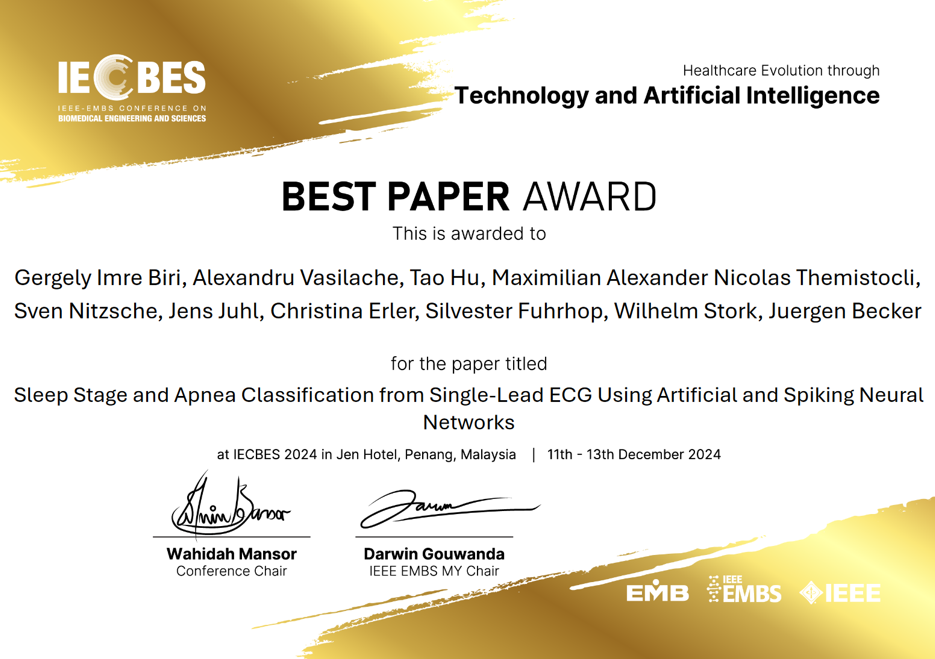 IECBES
IEEE-EMBS CONFERENCE ON
BIOMEDICAL ENGINEERING AND SCIENCES
Healthcare Evolution through
Technology and Artificial Intelligence
BEST PAPER AWARD
This is awarded to
Gergely Imre Biri, Alexandru Vasilache, Tao Hu, Maximilian Alexander Nicolas Themistocli,
Sven Nitzsche, Jens Juhl, Christina Erler, Silvester Fuhrhop, Wilhelm Stork, Juergen Becker
for the paper titled
Sleep Stage and Apnea Classification from Single-Lead ECG Using Artificial and Spiking Neural
Networks
at IECBES 2024 in Jen Hotel, Penang, Malaysia | 11th - 13th December 2024
Wahidah Mansor
Conference Chair
Darwin Gouwanda
IEEE EMBS MY Chair
EMB
IEEE
EMBS
IEEE